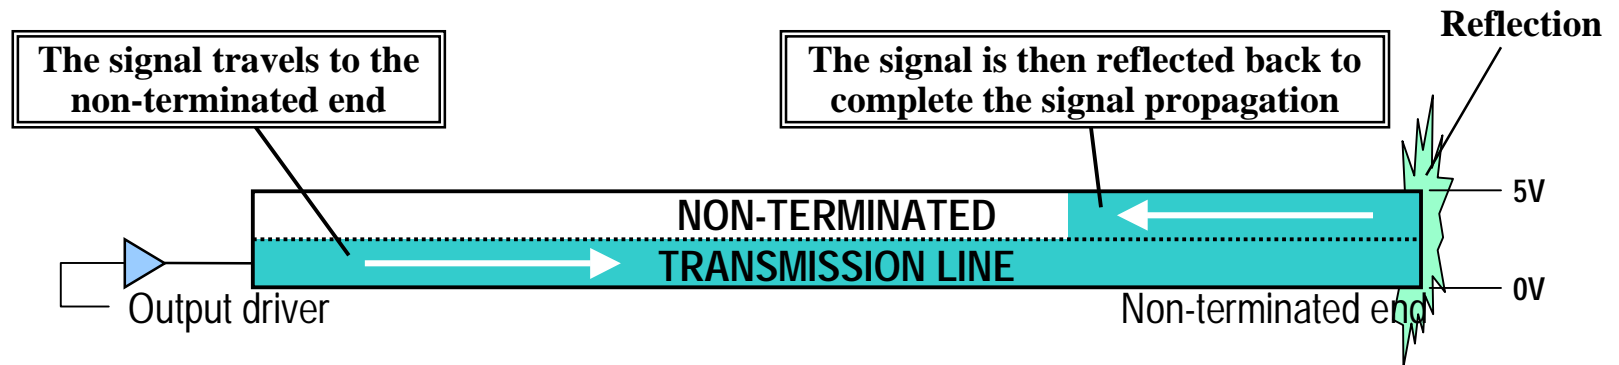 Reflection
The signal travels to the
non-terminated end
The signal is then reflected back to
complete the signal propagation
5V
NON-TERMINATED
TRANSMISSION LINE
0V
Output driver
Non-terminated end